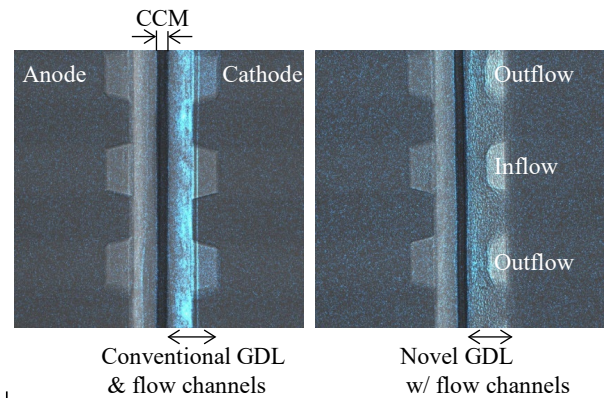 CCM
Anode
Cathode
Outflow
Inflow
Outflow
Conventional GDL
& flow channels
Novel GDL
w/ flow channels